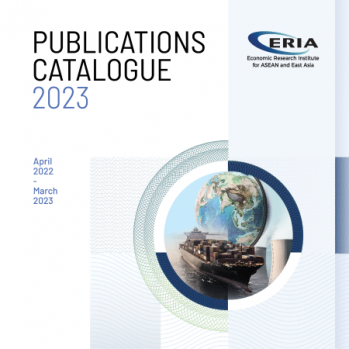 PUBLICATIONS
CATALOGUE
2023
ERIA
Economic Research Institute
for ASEAN and East Asia
April
2022
–
March
2023